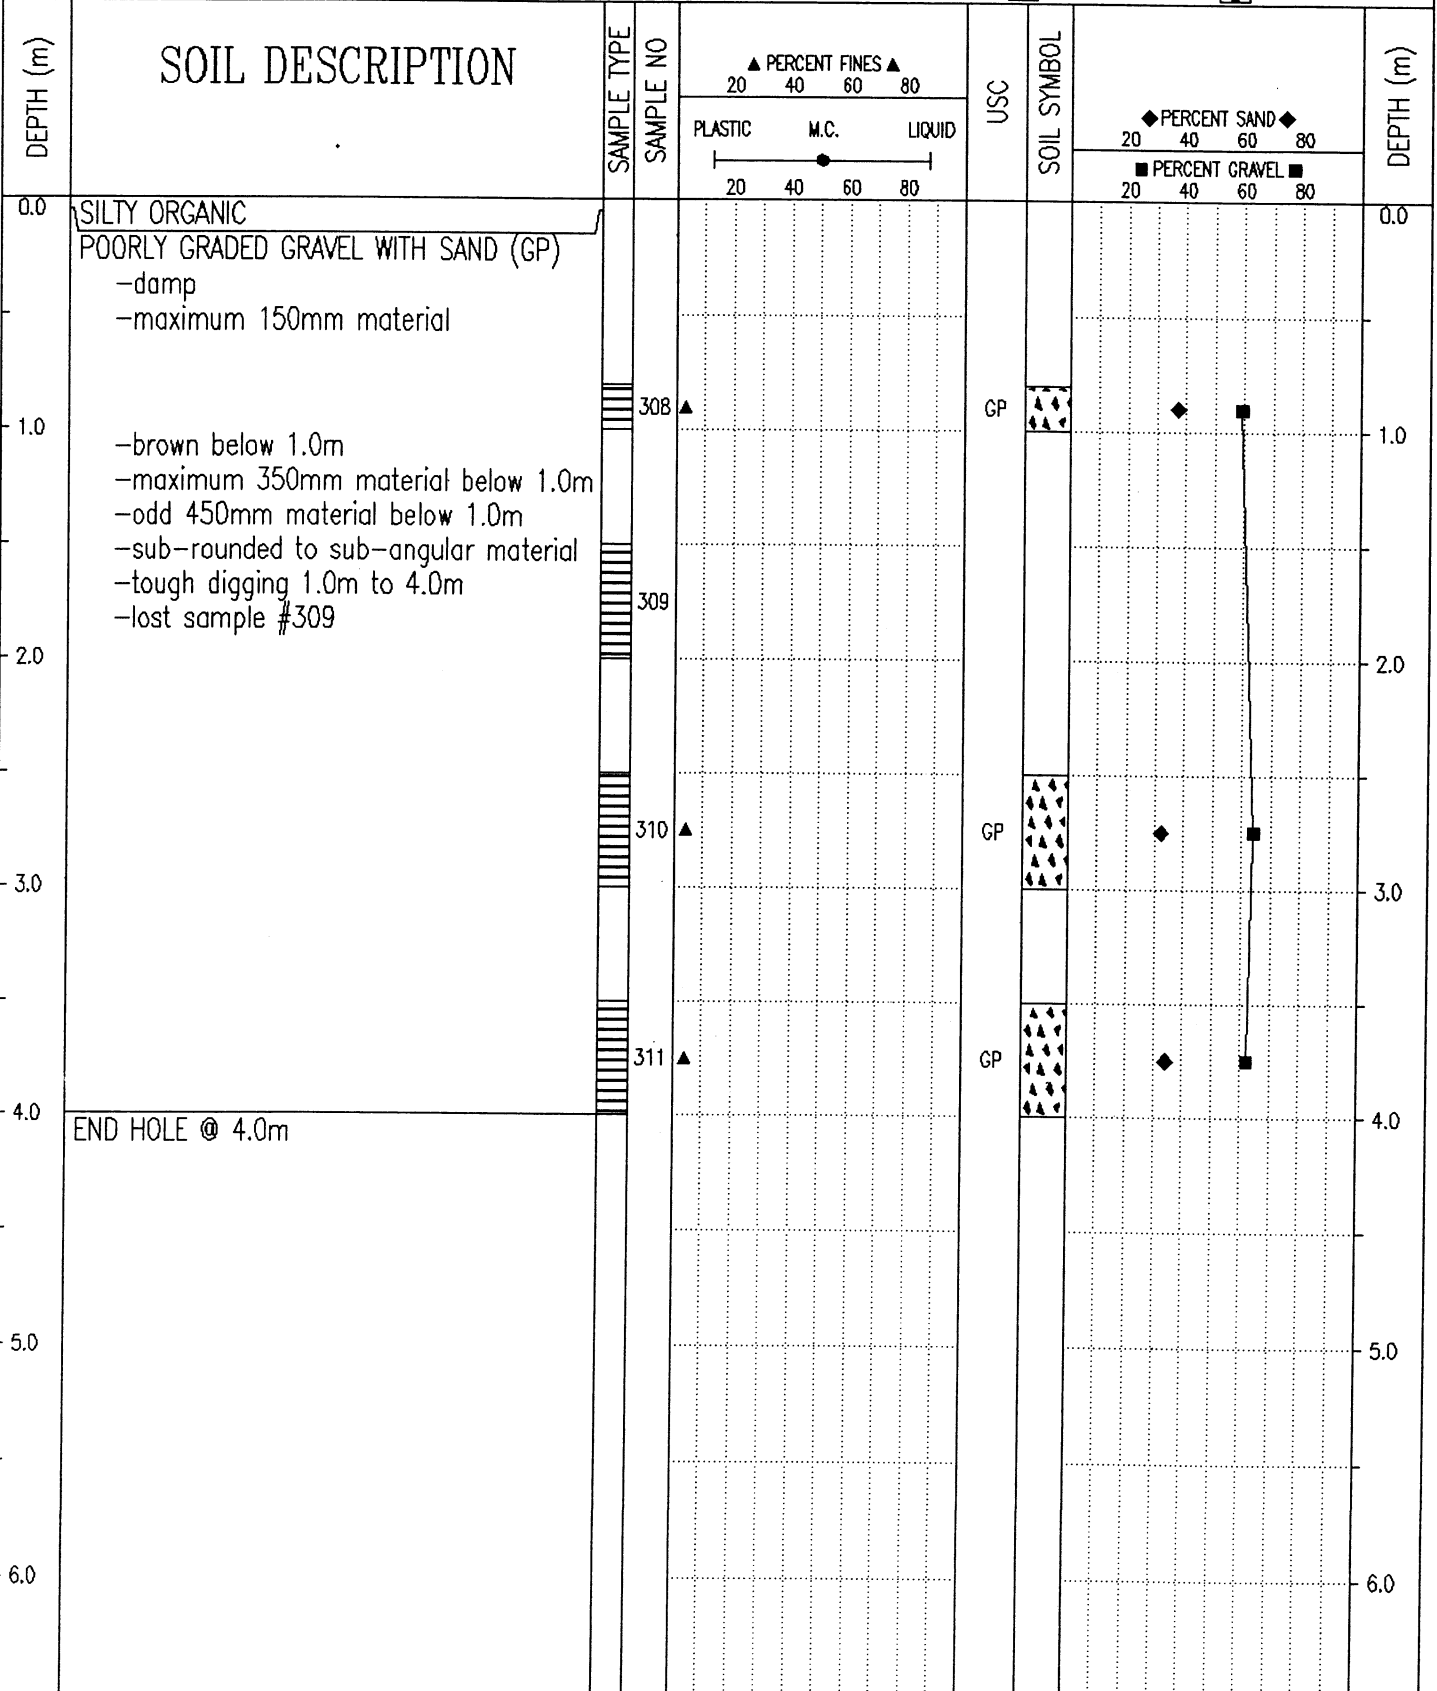 DEPTH (m)
SOIL DESCRIPTION
SAMPLE TYPE
SAMPLE NO
▲ PERCENT FINES ▲
20 40 60 80
PLASTIC M.C. LIQUID
20 40 60 80
USC
SOIL SYMBOL
◆PERCENT SAND◆
20 40 60 80
■ PERCENT GRAVEL ■
20 40 60 80
DEPTH (m)
0.0
SILTY ORGANIC
0.0
POORLY GRADED GRAVEL WITH SAND (GP)
-damp
-maximum 150mm material
308
GP
1.0
1.0
-brown below 1.0m
-maximum 350mm material below 1.0m
-odd 450mm material below 1.0m
-sub-rounded to sub-angular material
-tough digging 1.0m to 4.0m
309
-lost sample #309
2.0
2.0
310
GP
3.0
3.0
311
GP
4.0
4.0
END HOLE @ 4.0m
5.0
5.0
6.0
6.0